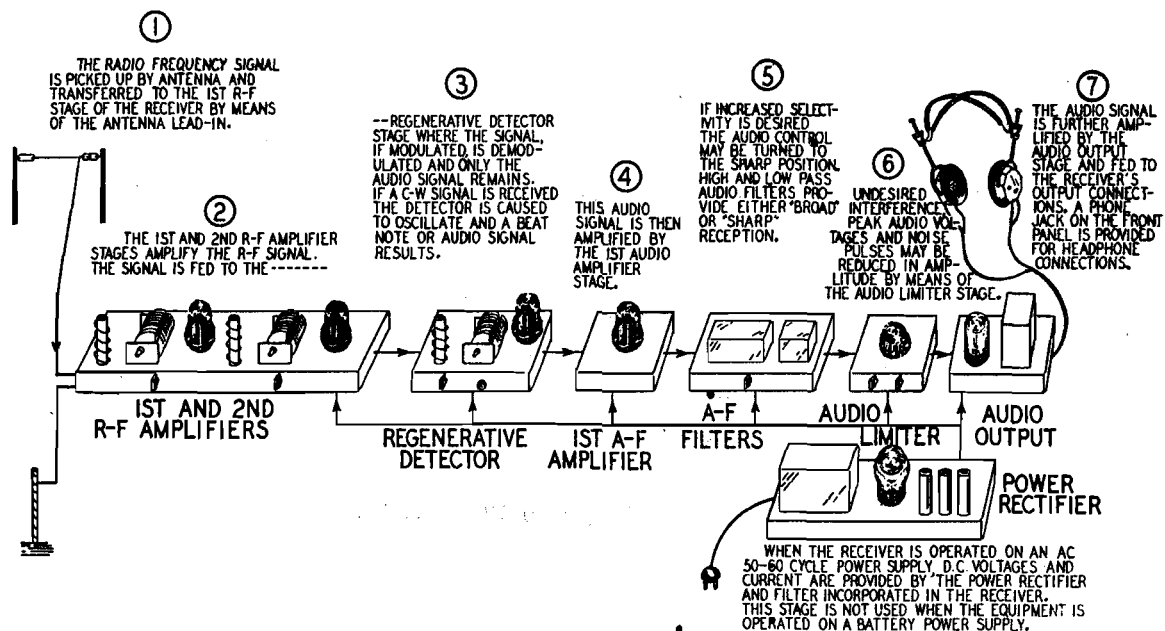 1
THE RADIO FREQUENCY SIGNAL
IS PICKED UP BY ANTENNA AND
TRANSFERRED TO THE 1ST R-F
STAGE OF THE RECEIVER BY MEANS
OF THE ANTENNA LEAD-IN.
2
THE 1ST AND 2ND R-F AMPLIFIER
STAGES AMPLIFY THE R-F SIGNAL.
THE SIGNAL IS FED TO THE -------
3
--REGENERATIVE DETECTOR
STAGE WHERE THE SIGNAL,
IF MODULATED, IS DEMOD-
ULATED AND ONLY THE
AUDIO SIGNAL REMAINS.
IF A C-W SIGNAL IS RECEIVED
THE DETECTOR IS CAUSED
TO OSCILLATE AND A BEAT
NOTE OR AUDIO SIGNAL
RESULTS.
4
THIS AUDIO
SIGNAL IS THEN
AMPLIFIED BY
THE 1ST AUDIO
AMPLIFIER
STAGE.
5
IF INCREASED SELECT-
IVITY IS DESIRED
THE AUDIO CONTROL
MAY BE TURNED TO
THE SHARP POSITION.
HIGH AND LOW PASS
AUDIO FILTERS PRO-
VIDE EITHER "BROAD"
OR "SHARP"
RECEPTION.
6
UNDESIRED
INTERFERENCE,
PEAK AUDIO VOL-
TAGES AND NOISE
PULSES MAY BE
REDUCED IN AMP-
LITUDE BY MEANS OF
THE AUDIO LIMITER STAGE.
7
THE AUDIO SIGNAL
IS FURTHER AMP-
LIFIED BY THE
AUDIO OUTPUT
STAGE AND FED TO
THE RECEIVER'S
OUTPUT CONNECT-
IONS. A PHONE
JACK ON THE FRONT
PANEL IS PROVIDED
FOR HEADPHONE
CONNECTIONS.
1ST AND 2ND
R-F AMPLIFIERS
REGENERATIVE
DETECTOR
1ST A-F
AMPLIFIER
A-F
FILTERS
AUDIO
LIMITER
AUDIO
OUTPUT
POWER
RECTIFIER
WHEN THE RECEIVER IS OPERATED ON AN AC
50-60 CYCLE POWER SUPPLY, D.C. VOLTAGES AND
CURRENT ARE PROVIDED BY THE POWER RECTIFIER
AND FILTER INCORPORATED IN THE RECEIVER.
THIS STAGE IS NOT USED WHEN THE EQUIPMENT IS
OPERATED ON A BATTERY POWER SUPPLY.